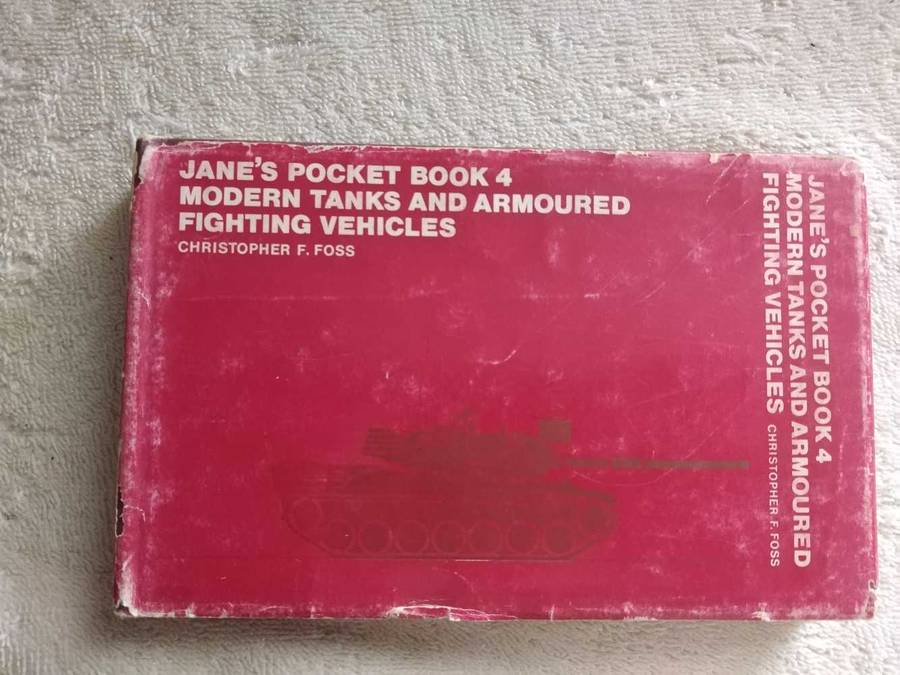 JANE'S POCKET BOOK 4
MODERN TANKS AND ARMOURED
FIGHTING VEHICLES
CHRISTOPHER F. FOSS
JANE'S POCKET BOOK 4
MODERN TANKS AND ARMOURED
FIGHTING VEHICLES CHRISTOPHER F. FOSS